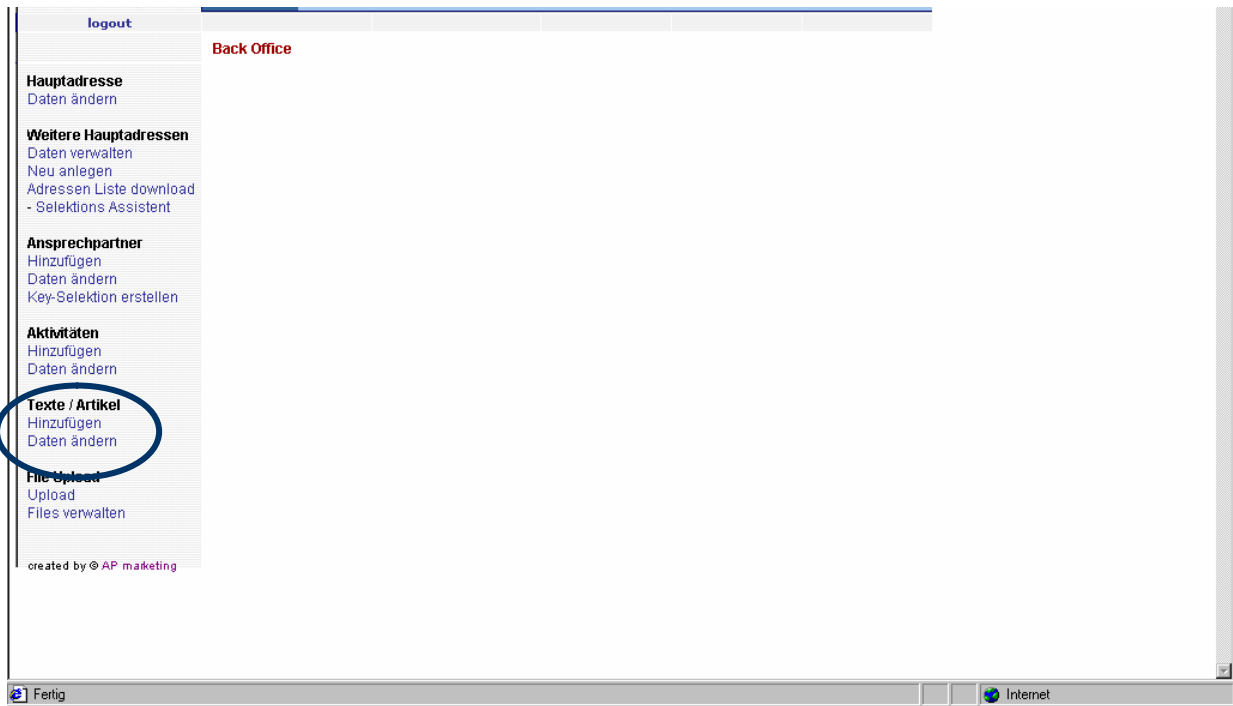 logout
Back Office
Hauptadresse
Daten ändern
Weitere Hauptadressen
Daten verwalten
Neu anlegen
Adressen Liste download
- Selektions Assistent
Ansprechpartner
Hinzufügen
Daten ändern
Key-Selektion erstellen
Aktivitäten
Hinzufügen
Daten ändern
Texte / Artikel
Hinzufügen
Daten ändern
File Upload
Upload
Files verwalten
created by © AP marketing
Fertig
Internet